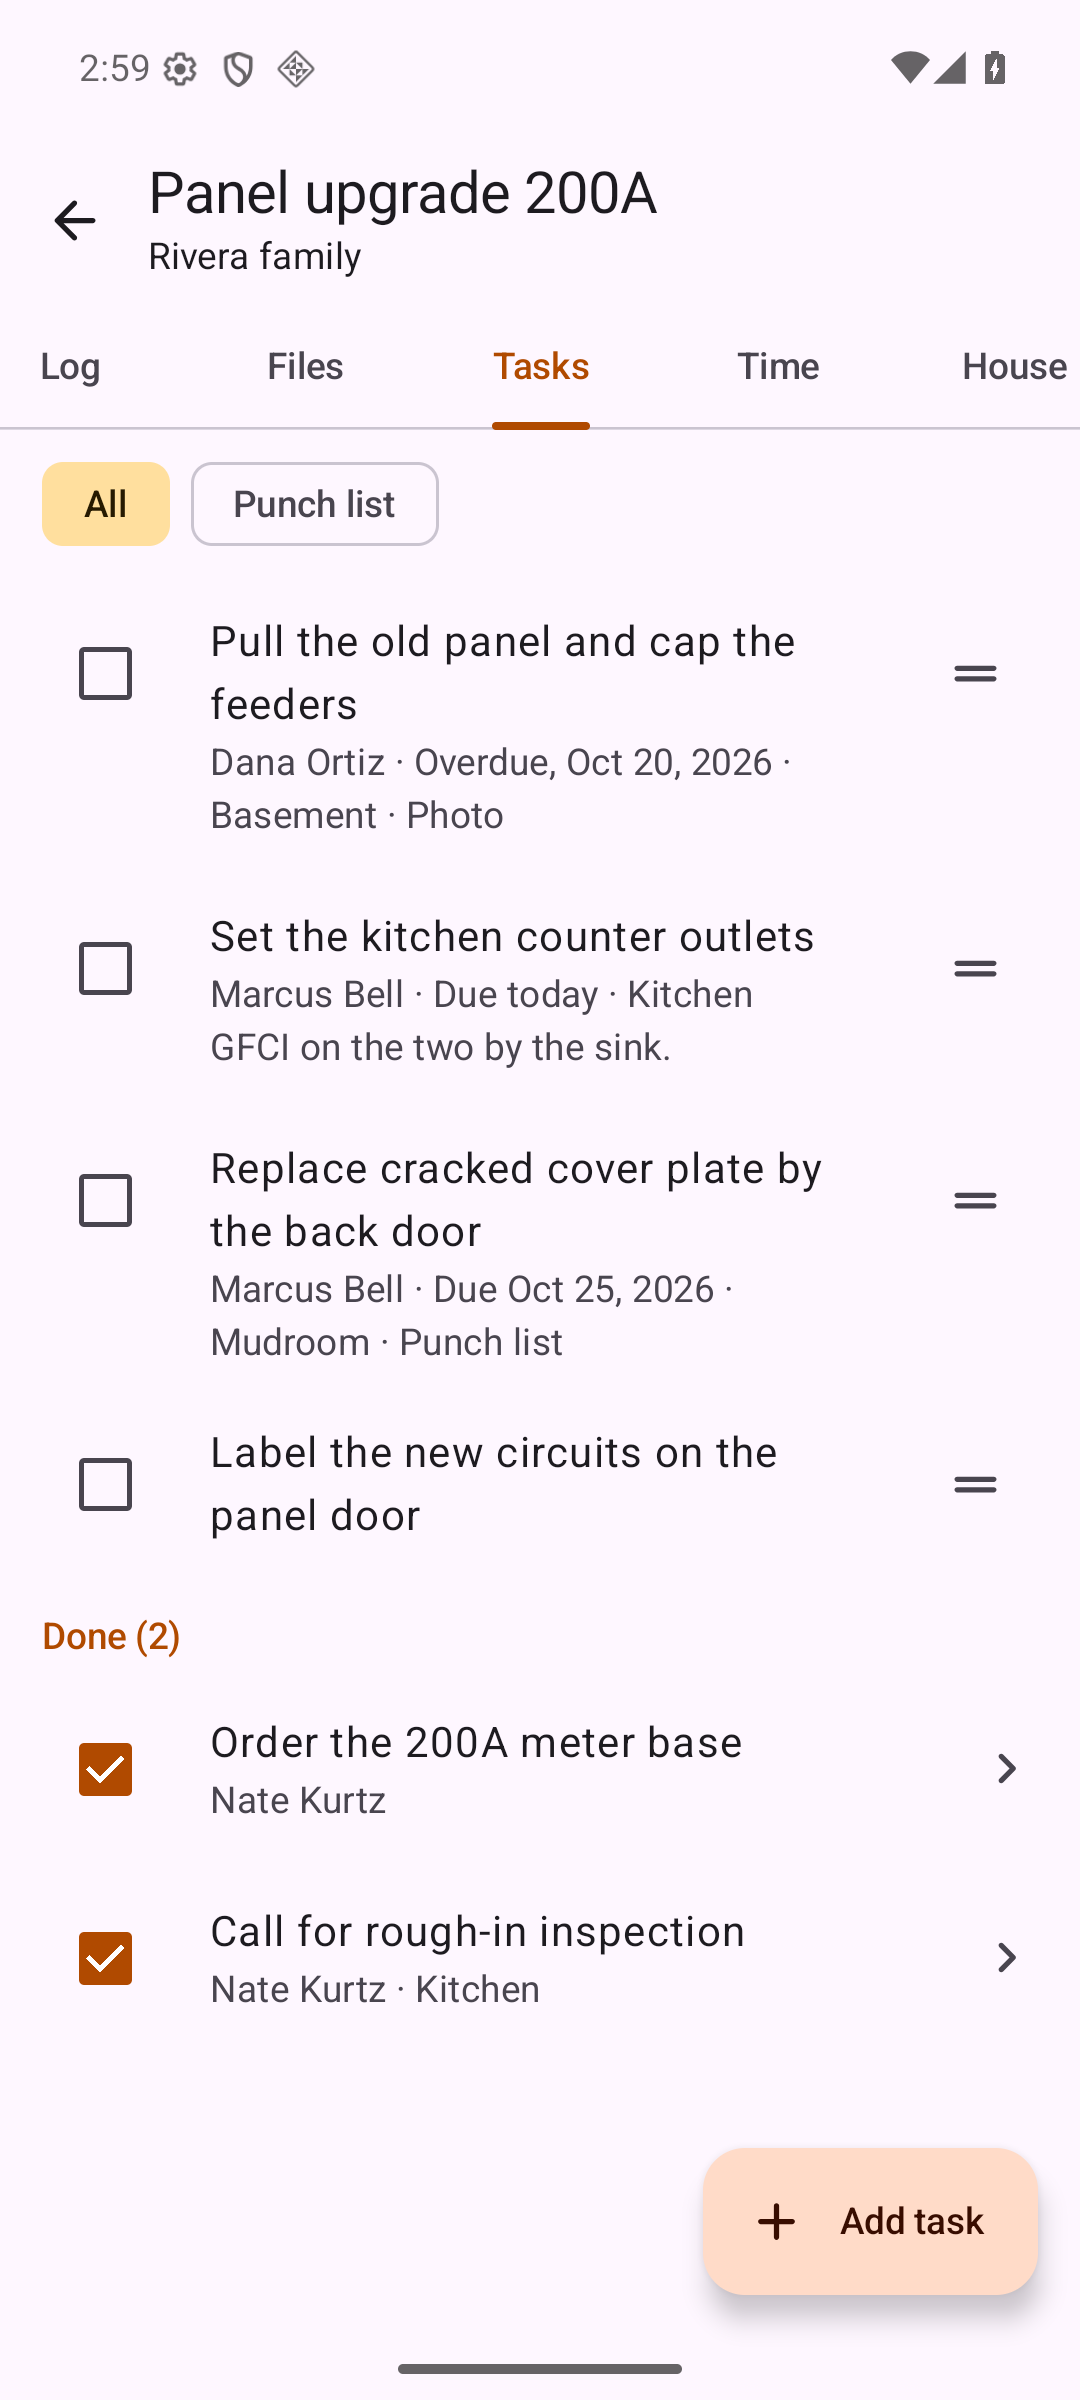 2:59
Panel upgrade 200A
Rivera family
Log Files Tasks Time House
All Punch list
Pull the old panel and cap the
feeders
Dana Ortiz · Overdue, Oct 20, 2026 ·
Basement · Photo
Set the kitchen counter outlets
Marcus Bell · Due today · Kitchen
GFCI on the two by the sink.
Replace cracked cover plate by
the back door
Marcus Bell · Due Oct 25, 2026 ·
Mudroom · Punch list
Label the new circuits on the
panel door
Done (2)
Order the 200A meter base
Nate Kurtz
Call for rough-in inspection
Nate Kurtz · Kitchen
Add task